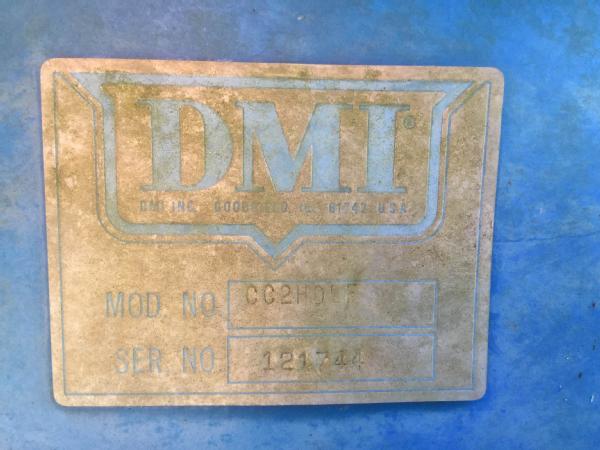 DMI®
DMI INC. GOODFIELD, IL 61742 U.S.A.
MOD. NO.
SER. NO. 121744